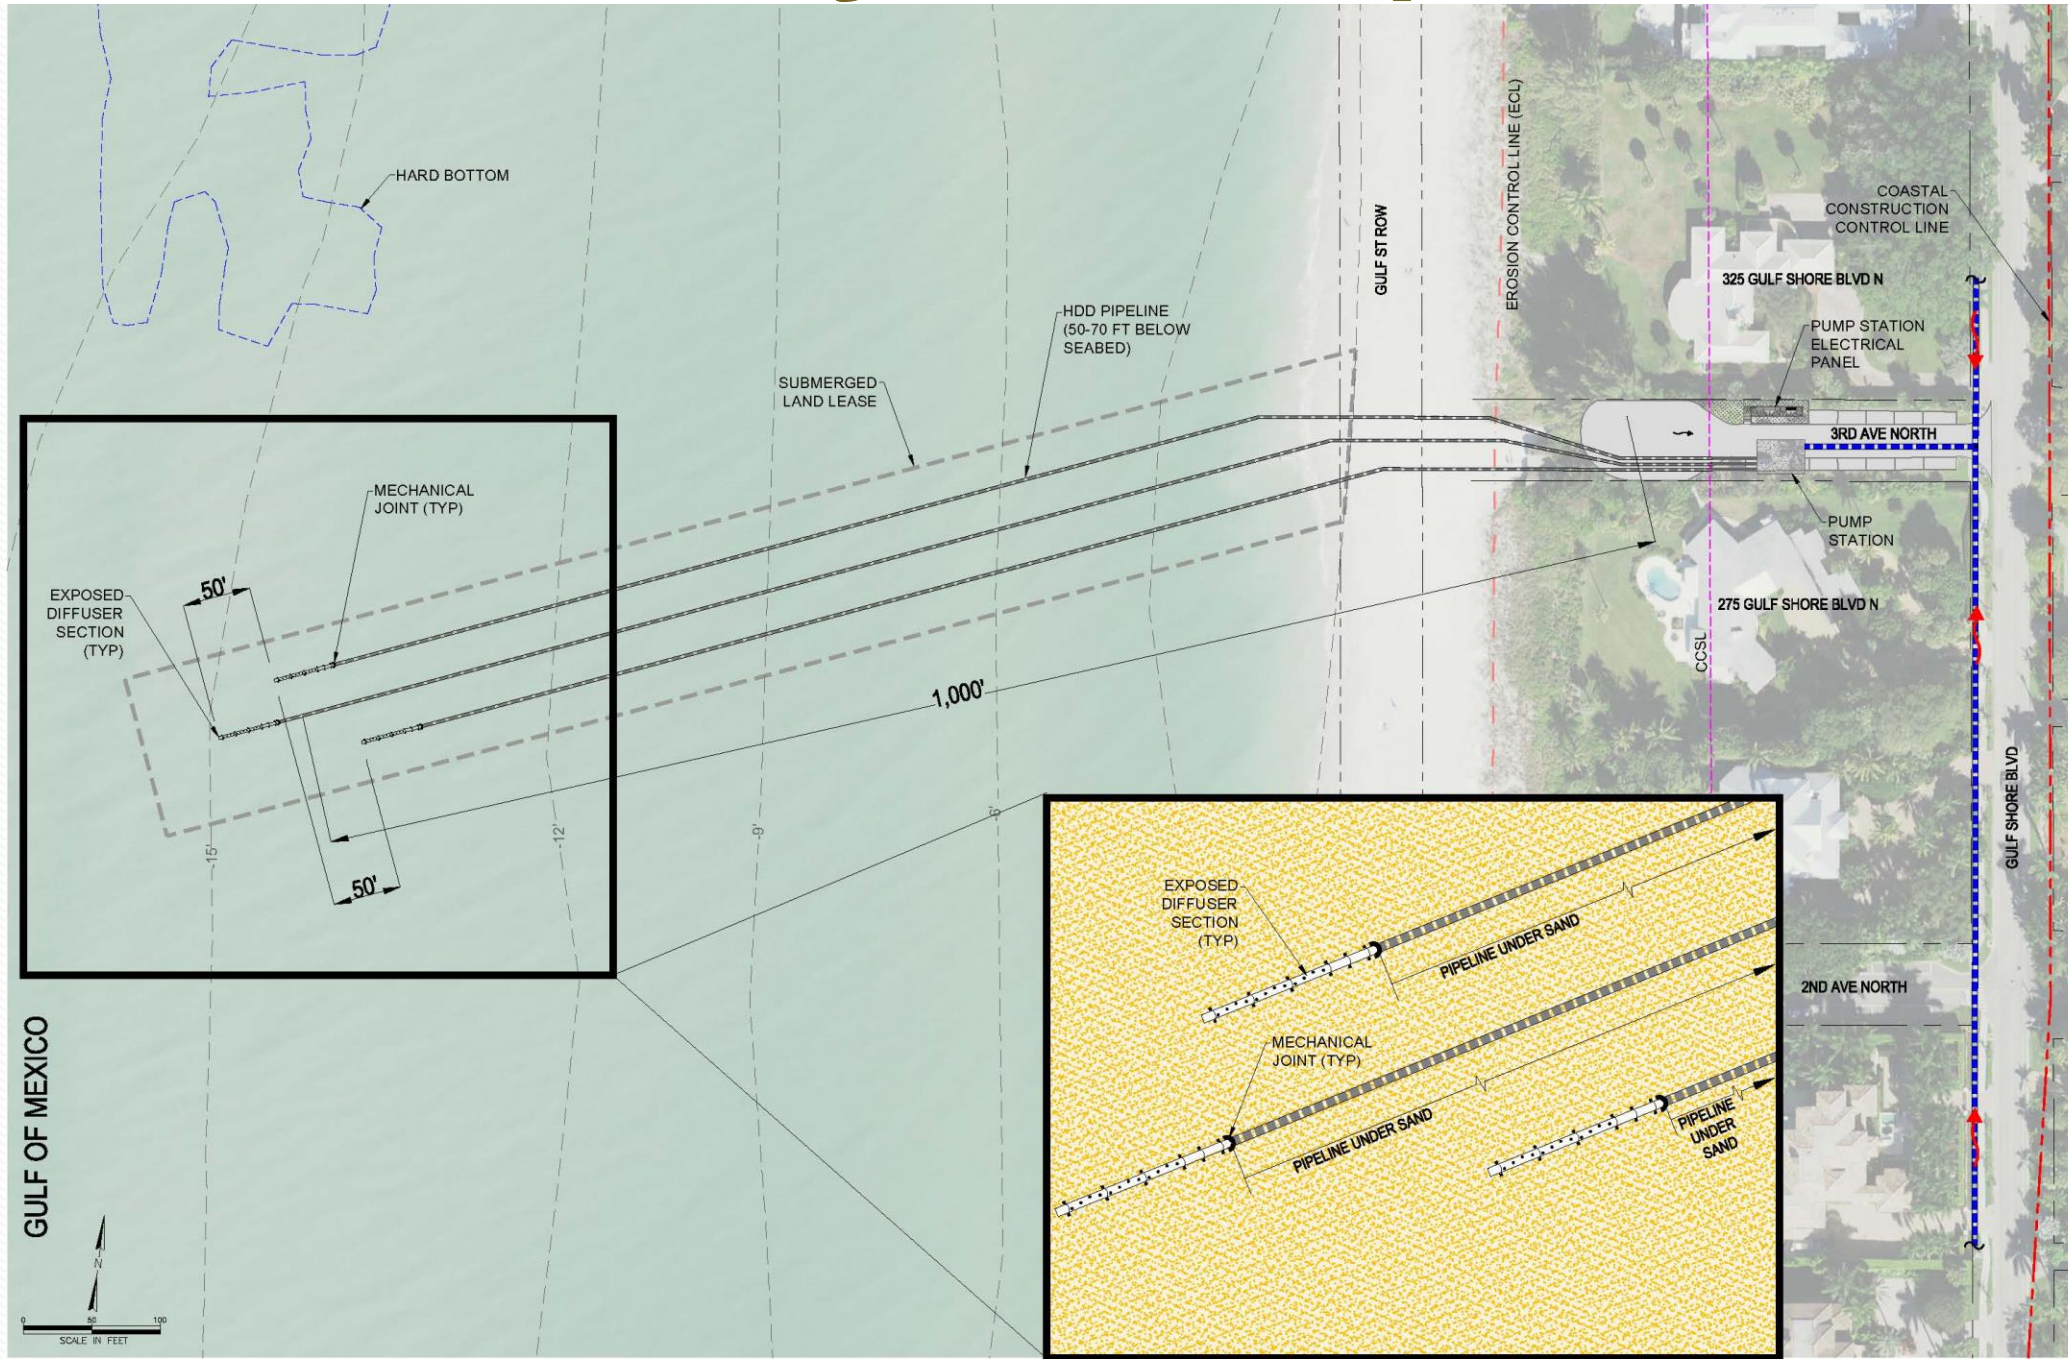 HARD BOTTOM
HDD PIPELINE
(50-70 FT BELOW
SEABED)
SUBMERGED
LAND LEASE
GULF ST ROW
EROSION CONTROL LINE (ECL)
COASTAL
CONSTRUCTION
CONTROL LINE
325 GULF SHORE BLVD N
PUMP STATION
ELECTRICAL
PANEL
3RD AVE NORTH
PUMP
STATION
275 GULF SHORE BLVD N
CCSL
GULF SHORE BLVD
2ND AVE NORTH
MECHANICAL
JOINT (TYP)
50'
EXPOSED
DIFFUSER
SECTION
(TYP)
1,000'
50'
-15'
-12'
-9'
-6'
EXPOSED
DIFFUSER
SECTION
(TYP)
PIPELINE UNDER SAND
MECHANICAL
JOINT (TYP)
PIPELINE UNDER SAND
PIPELINE
UNDER
SAND
GULF OF MEXICO
N
0 50 100
SCALE IN FEET